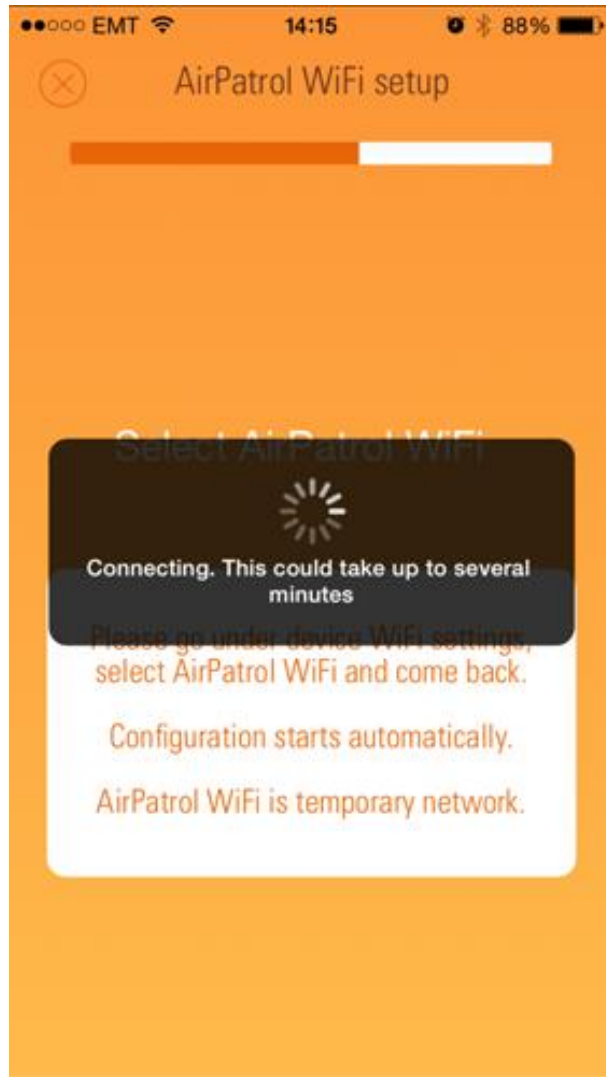 EMT 14:15 88%
AirPatrol WiFi setup
Select AirPatrol WiFi
Connecting. This could take up to several
minutes
Please go under device WiFi settings,
select AirPatrol WiFi and come back.
Configuration starts automatically.
AirPatrol WiFi is temporary network.